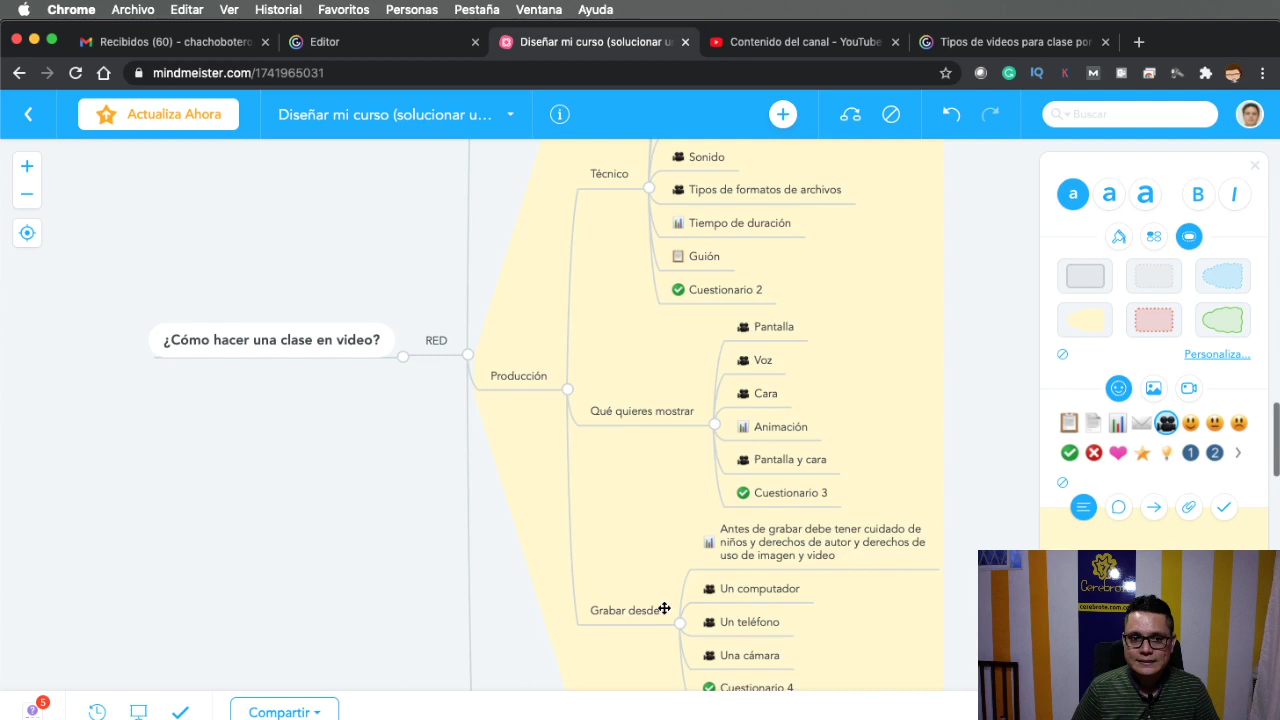 Chrome Archivo Editar Ver Historial Favoritos Personas Pestaña Ventana Ayuda
Recibidos (60) – chachobotero
Editor
Diseñar mi curso (solucionar u
Contenido del canal - YouTube
Tipos de videos para clase por
mindmeister.com/1741965031
Actualiza Ahora
Diseñar mi curso (solucionar u...
Buscar
Sonido
Técnico
Tipos de formatos de archivos
Tiempo de duración
Guión
Cuestionario 2
Pantalla
¿Cómo hacer una clase en video?
RED
Voz
Producción
Cara
Qué quieres mostrar
Animación
Pantalla y cara
Cuestionario 3
Antes de grabar debe tener cuidado de
niños y derechos de autor y derechos de
uso de imagen y video
Un computador
Grabar desde
Un teléfono
Una cámara
Cuestionario 4
a a a B I
Personaliza...
1 2
Cerebrote
cerebrote.com.co
5
Compartir